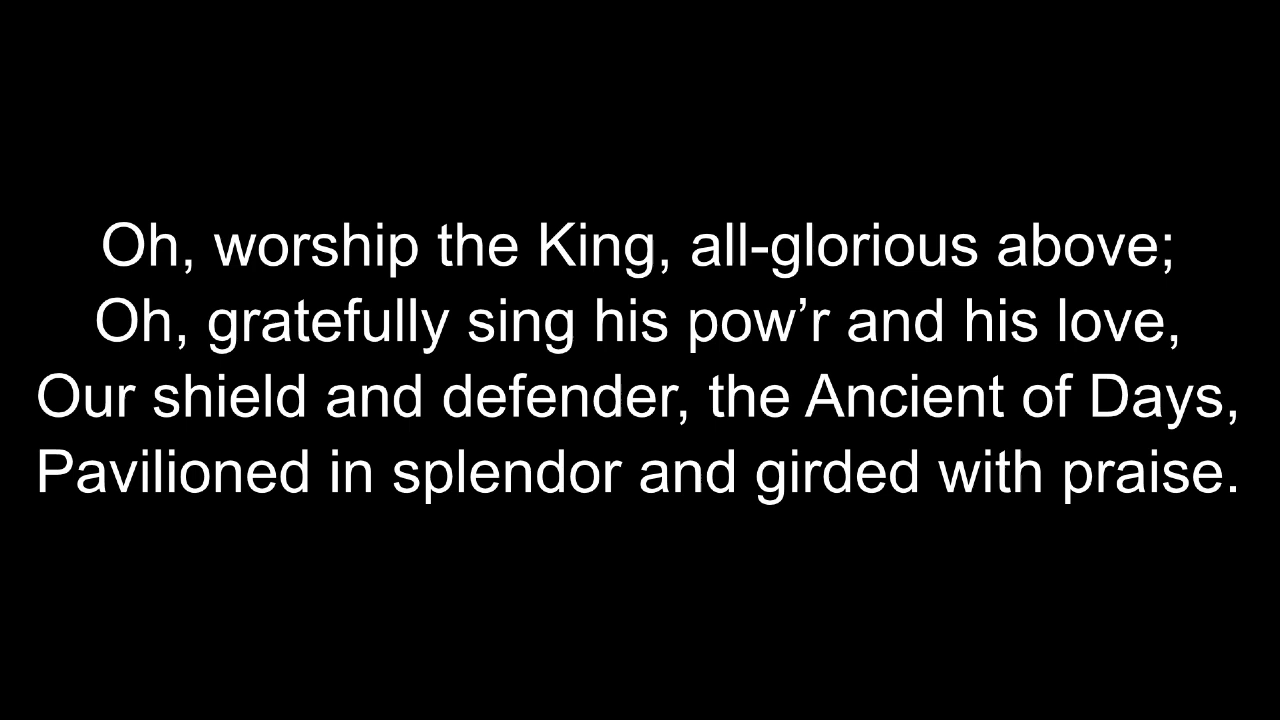 Oh, worship the King, all-glorious above;
Oh, gratefully sing his pow’r and his love,
Our shield and defender, the Ancient of Days,
Pavilioned in splendor and girded with praise.